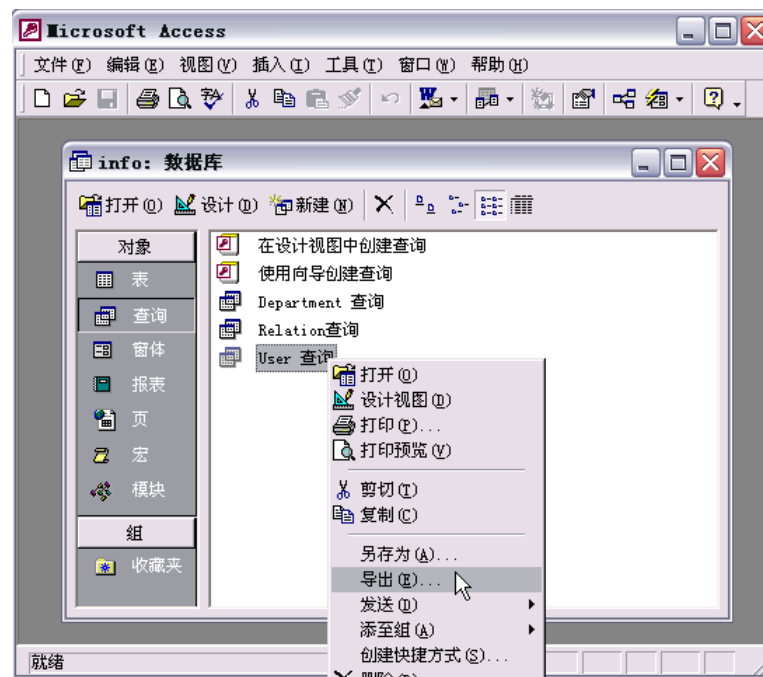 Microsoft Access
文件(F) 编辑(E) 视图(V) 插入(I) 工具(T) 窗口(W) 帮助(H)
info: 数据库
打开(O) 设计(D) 新建(N)
对象
表
查询
窗体
报表
页
宏
模块
组
收藏夹
在设计视图中创建查询
使用向导创建查询
Department 查询
Relation查询
User 查询
打开(O)
设计视图(D)
打印(P)...
打印预览(V)
剪切(T)
复制(C)
另存为(A)...
导出(E)...
发送(D)
添至组(A)
创建快捷方式(S)...
就绪